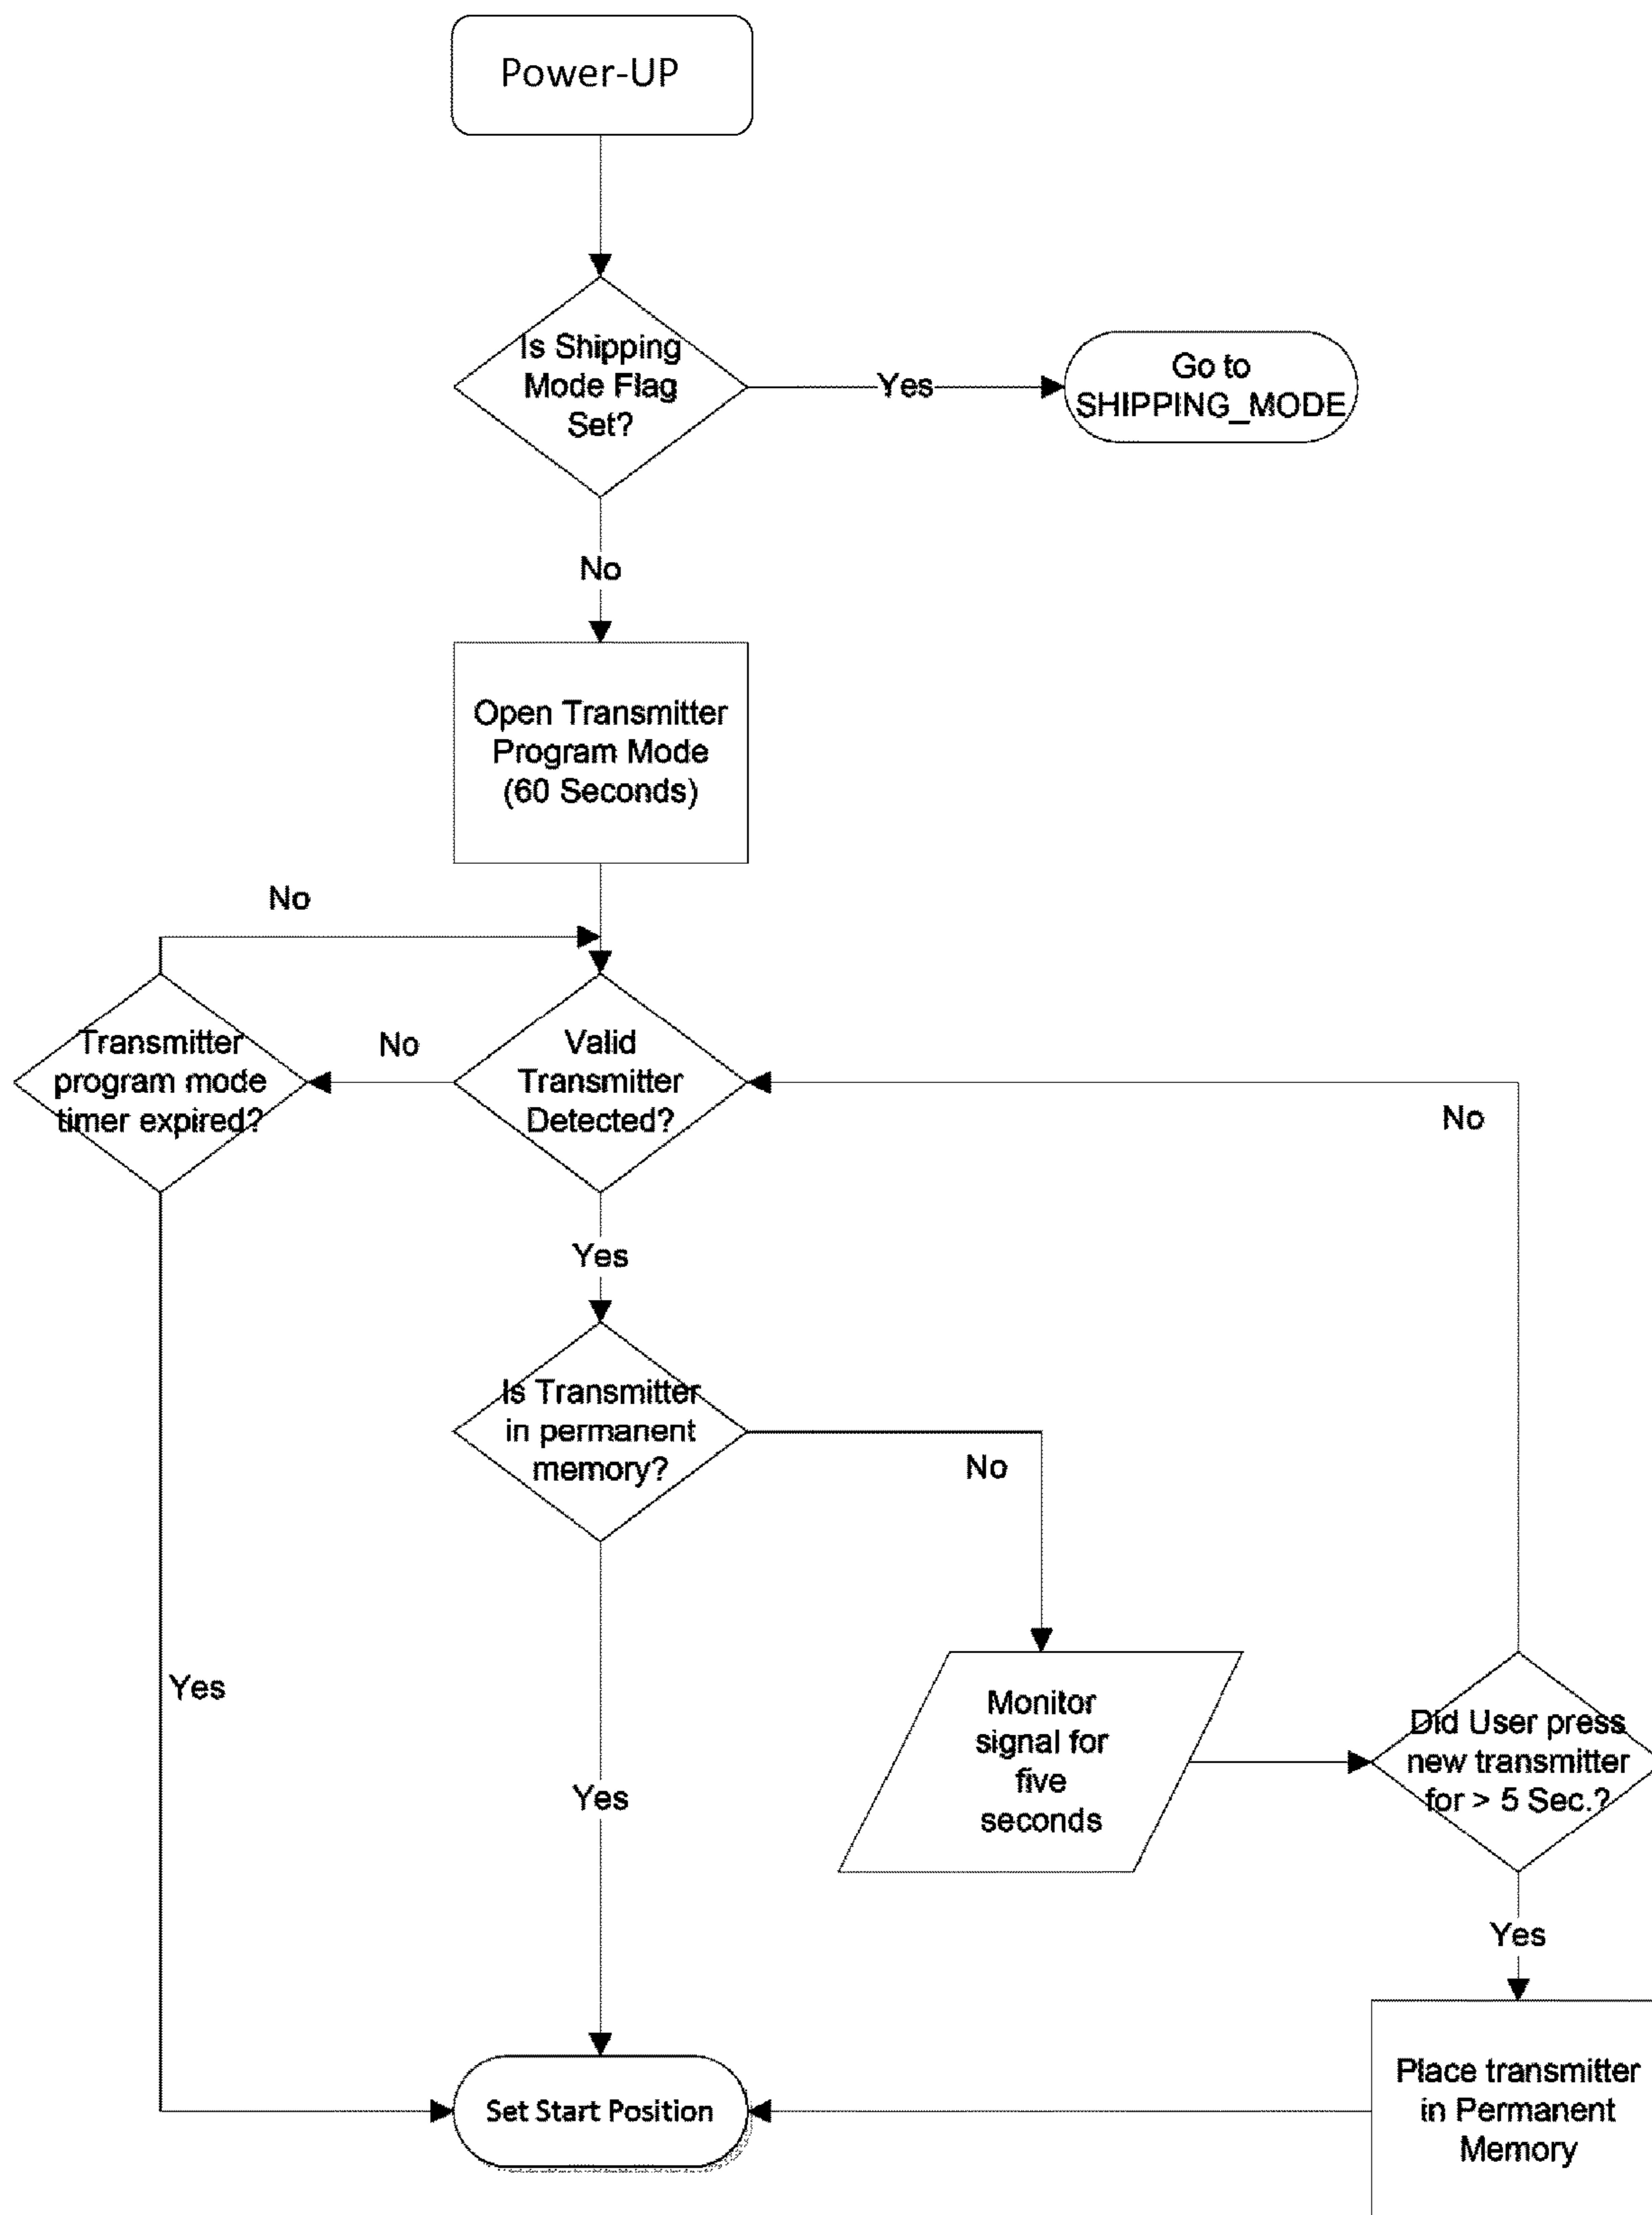 Power-UP
Is Shipping
Mode Flag
Set?
Yes
Go to
SHIPPING_MODE
No
Open Transmitter
Program Mode
(60 Seconds)
No
Transmitter
program mode
timer expired?
No
Valid
Transmitter
Detected?
No
Yes
Is Transmitter
in permanent
memory?
No
Yes
Monitor
signal for
five
seconds
Did User press
new transmitter
for > 5 Sec.?
Yes
Yes
Set Start Position
Place transmitter
in Permanent
Memory